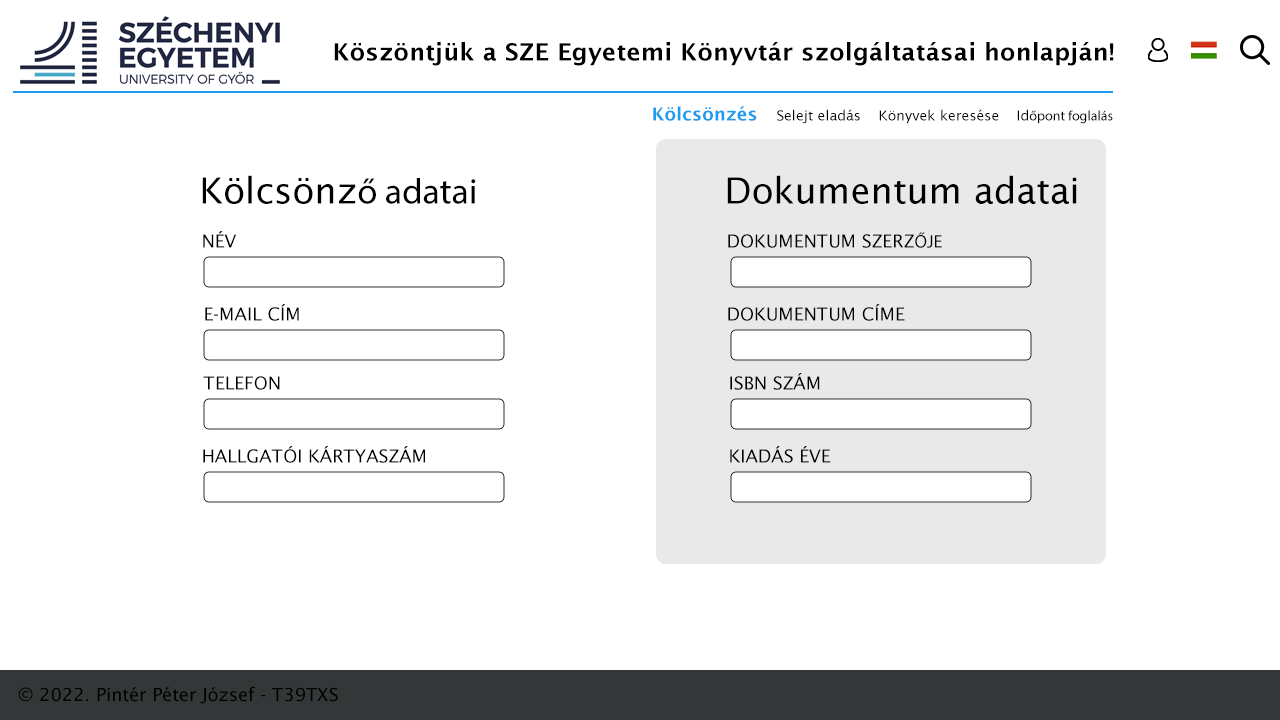 SZÉCHENYI
EGYETEM
UNIVERSITY OF GYŐR
Köszöntjük a SZE Egyetemi Könyvtár szolgáltatásai honlapján!
Kölcsönzés Selejt eladás Könyvek keresése Időpont foglalás
Kölcsönző adatai
NÉV
E-MAIL CÍM
TELEFON
HALLGATÓI KÁRTYASZÁM
Dokumentum adatai
DOKUMENTUM SZERZŐJE
DOKUMENTUM CÍME
ISBN SZÁM
KIADÁS ÉVE
© 2022. Pintér Péter József - T39TXS